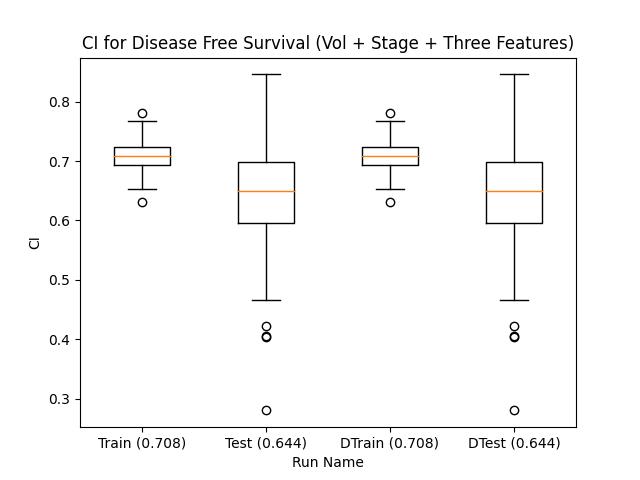 CI for Disease Free Survival (Vol + Stage + Three Features)
0.8
0.7
0.6
0.5
0.4
0.3
CI
Train (0.708) Test (0.644) DTrain (0.708) DTest (0.644)
Run Name